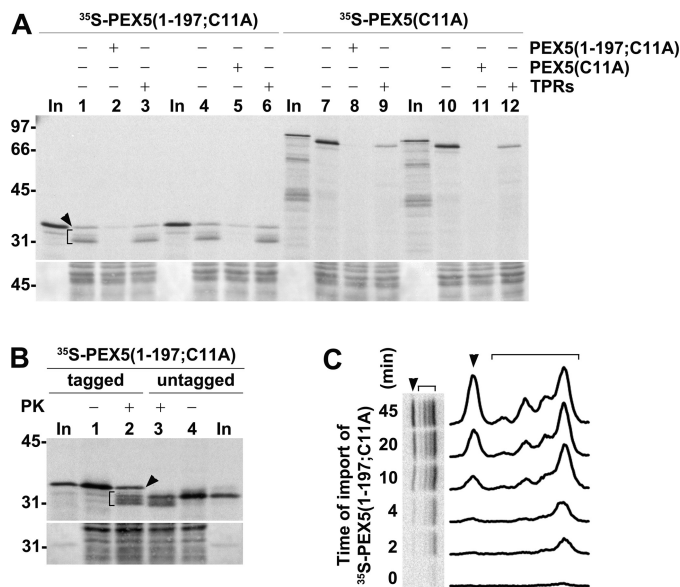 A
35S-PEX5(1-197;C11A) 35S-PEX5(C11A)
– + – – – – – + – – – – PEX5(1-197;C11A)
– – – – + – – – – – + – PEX5(C11A)
– – + – – + – – + – – + TPRs
In 1 2 3 In 4 5 6 In 7 8 9 In 10 11 12
97-
66-
45-
31-
45-
B
35S-PEX5(1-197;C11A)
tagged untagged
PK – + + –
In 1 2 3 4 In
45-
31-
31-
C
(min)
Time of import of
35S-PEX5(1-197;C11A)
45
20
10
4
2
0